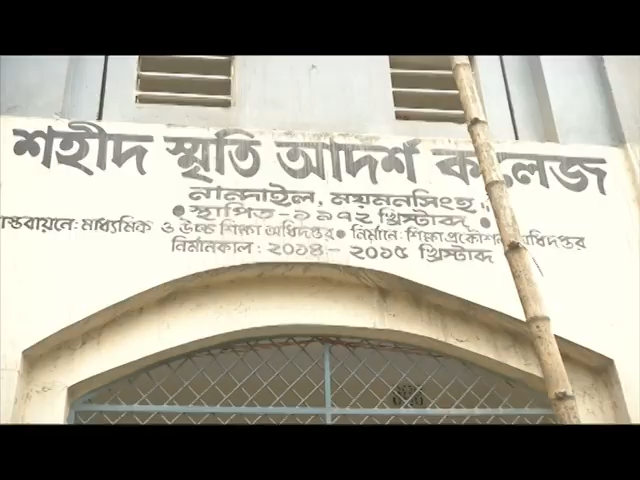 শহীদ স্মৃতি আদর্শ কলেজ
নান্দাইল, ময়মনসিংহ।
● স্থাপিত - ১৯৭২ খ্রিস্টাব্দ ●
বাস্তবায়নে: মাধ্যমিক ও উচ্চ শিক্ষা অধিদপ্তর ● নির্মানে: শিক্ষা প্রকৌশল অধিদপ্তর
নির্মানকাল: ২০১৪ - ২০১৫ খ্রিস্টাব্দ